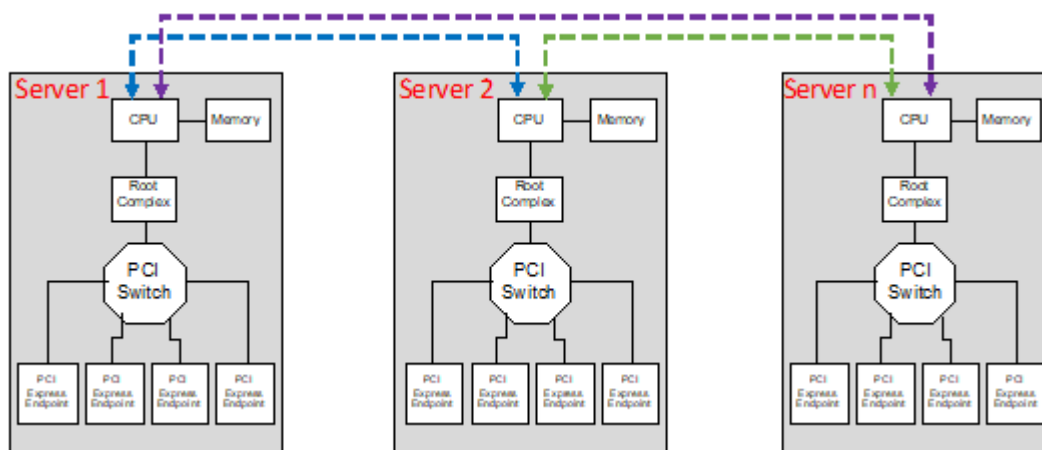 Server 1
CPU
Memory
Root
Complex
PCI
Switch
PCI
Express
Endpoint
PCI
Express
Endpoint
PCI
Express
Endpoint
PCI
Express
Endpoint
Server 2
CPU
Memory
Root
Complex
PCI
Switch
PCI
Express
Endpoint
PCI
Express
Endpoint
PCI
Express
Endpoint
PCI
Express
Endpoint
Server n
CPU
Memory
Root
Complex
PCI
Switch
PCI
Express
Endpoint
PCI
Express
Endpoint
PCI
Express
Endpoint
PCI
Express
Endpoint